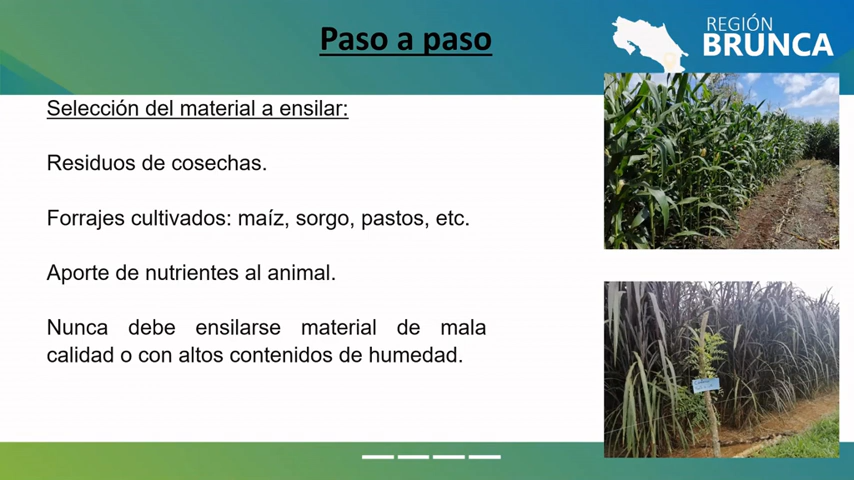 Paso a paso
REGIÓN
BRUNCA
Selección del material a ensilar:
Residuos de cosechas.
Forrajes cultivados: maíz, sorgo, pastos, etc.
Aporte de nutrientes al animal.
Nunca debe ensilarse material de mala
calidad o con altos contenidos de humedad.